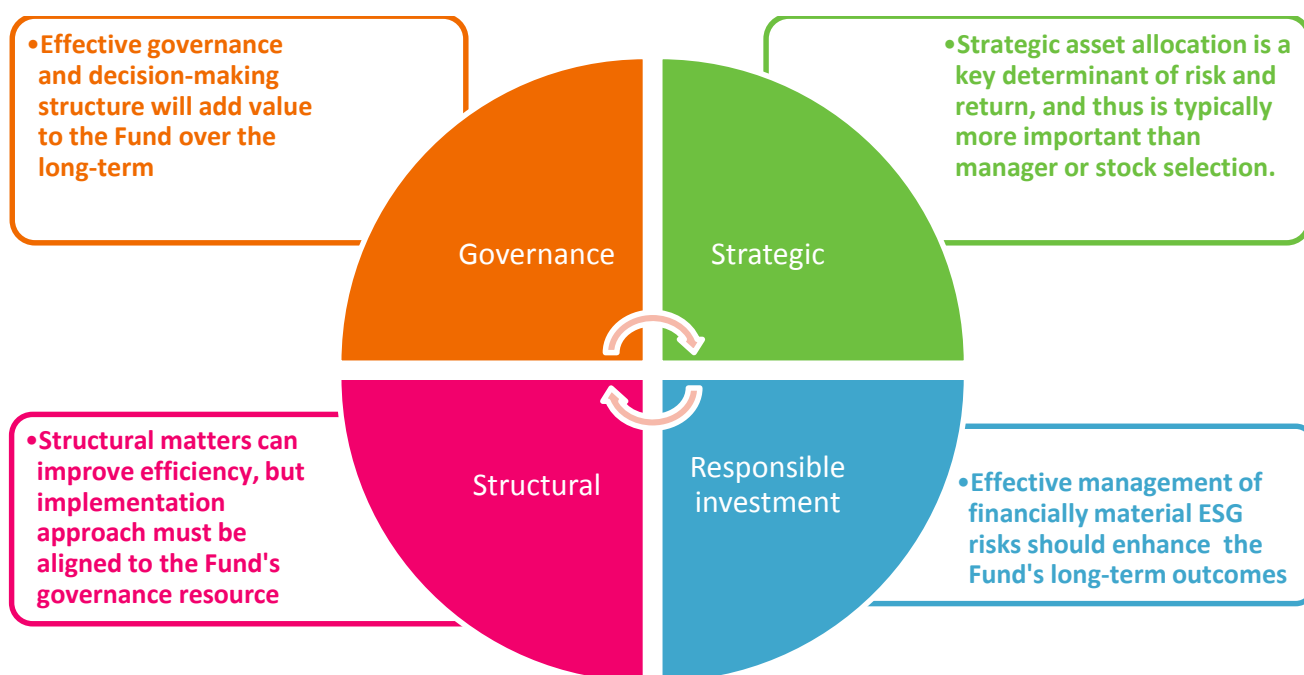 •Effective governance
and decision-making
structure will add value
to the Fund over the
long-term
•Strategic asset allocation is a
key determinant of risk and
return, and thus is typically
more important than
manager or stock selection.
Governance
Strategic
Structural
Responsible
investment
•Structural matters can
improve efficiency, but
implementation
approach must be
aligned to the Fund's
governance resource
•Effective management of
financially material ESG
risks should enhance the
Fund's long-term outcomes